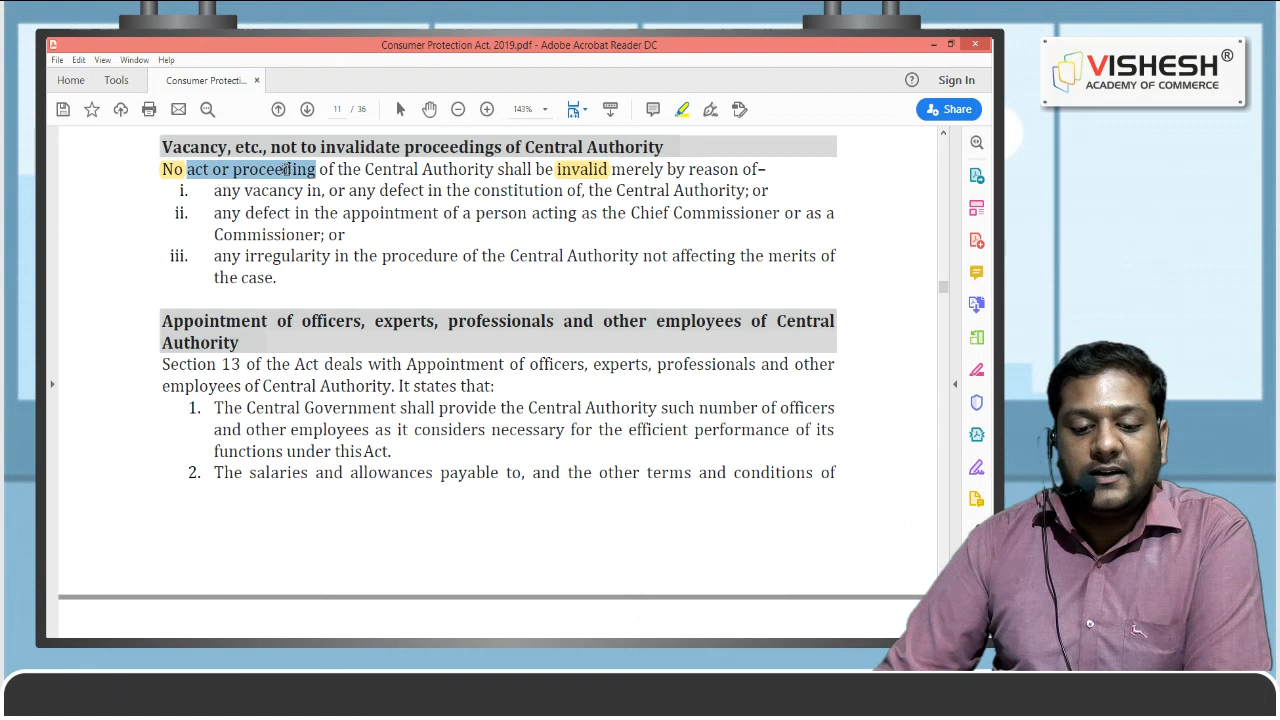 Consumer Protection Act, 2019.pdf - Adobe Acrobat Reader DC
File Edit View Window Help
Home Tools Consumer Protecti... × ? Sign In
11 / 36 143% Share
VISHESH®
ACADEMY OF COMMERCE
Vacancy, etc., not to invalidate proceedings of Central Authority
No act or proceeding of the Central Authority shall be invalid merely by reason of–
i. any vacancy in, or any defect in the constitution of, the Central Authority; or
ii. any defect in the appointment of a person acting as the Chief Commissioner or as a
Commissioner; or
iii. any irregularity in the procedure of the Central Authority not affecting the merits of
the case.
Appointment of officers, experts, professionals and other employees of Central
Authority
Section 13 of the Act deals with Appointment of officers, experts, professionals and other
employees of Central Authority. It states that:
1. The Central Government shall provide the Central Authority such number of officers
and other employees as it considers necessary for the efficient performance of its
functions under this Act.
2. The salaries and allowances payable to, and the other terms and conditions of